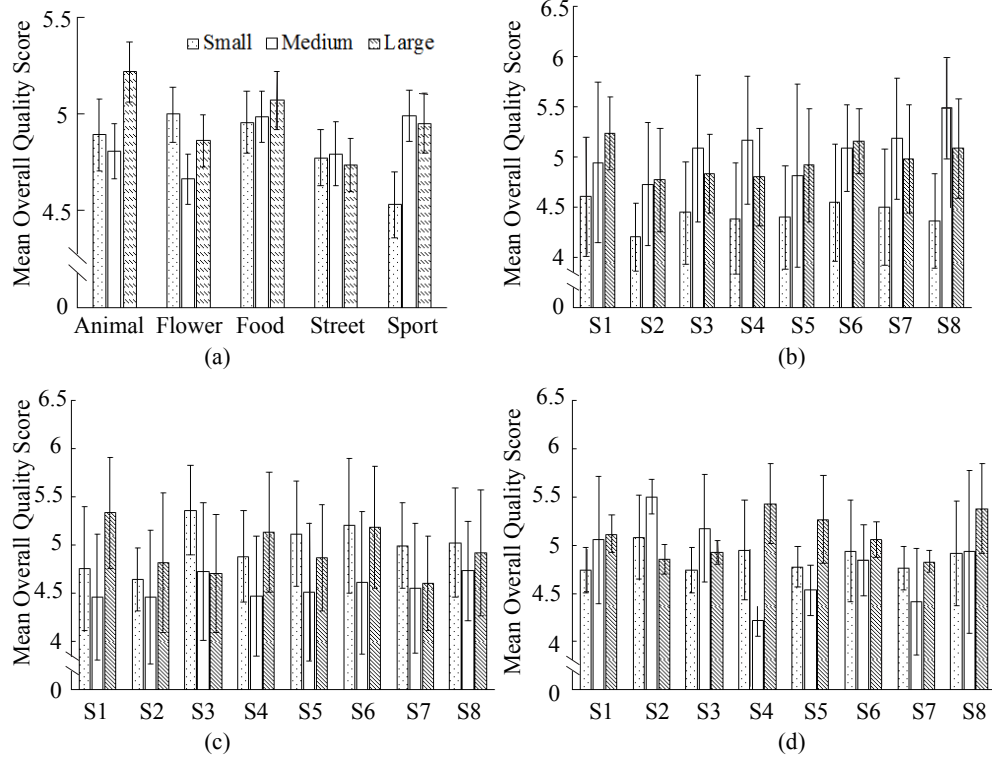 Mean Overall Quality Score
5.5
5
4.5
0
Small Medium Large
Animal Flower Food Street Sport
(a)
Mean Overall Quality Score
6.5
6
5.5
5
4.5
4
0
S1 S2 S3 S4 S5 S6 S7 S8
(b)
Mean Overall Quality Score
6.5
6
5.5
5
4.5
4
0
S1 S2 S3 S4 S5 S6 S7 S8
(c)
Mean Overall Quality Score
6.5
6
5.5
5
4.5
4
0
S1 S2 S3 S4 S5 S6 S7 S8
(d)